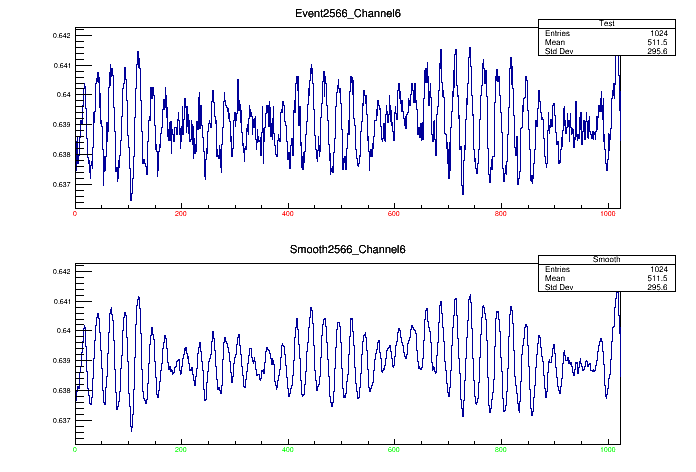 Event2566_Channel6
Test
Entries 1024
Mean 511.5
Std Dev 295.6
0.642
0.641
0.64
0.639
0.638
0.637
0 200 400 600 800 1000
Smooth2566_Channel6
Smooth
Entries 1024
Mean 511.5
Std Dev 295.6
0.642
0.641
0.64
0.639
0.638
0.637
0 200 400 600 800 1000